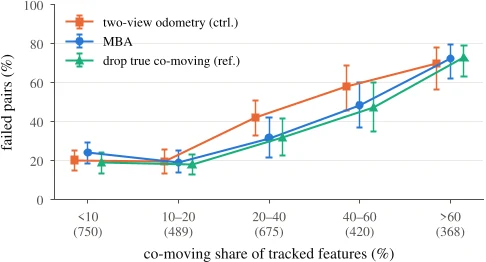 100
80
60
40
20
0
failed pairs (%)
two-view odometry (ctrl.)
MBA
drop true co-moving (ref.)
<10 10–20 20–40 40–60 >60
(750) (489) (675) (420) (368)
co-moving share of tracked features (%)